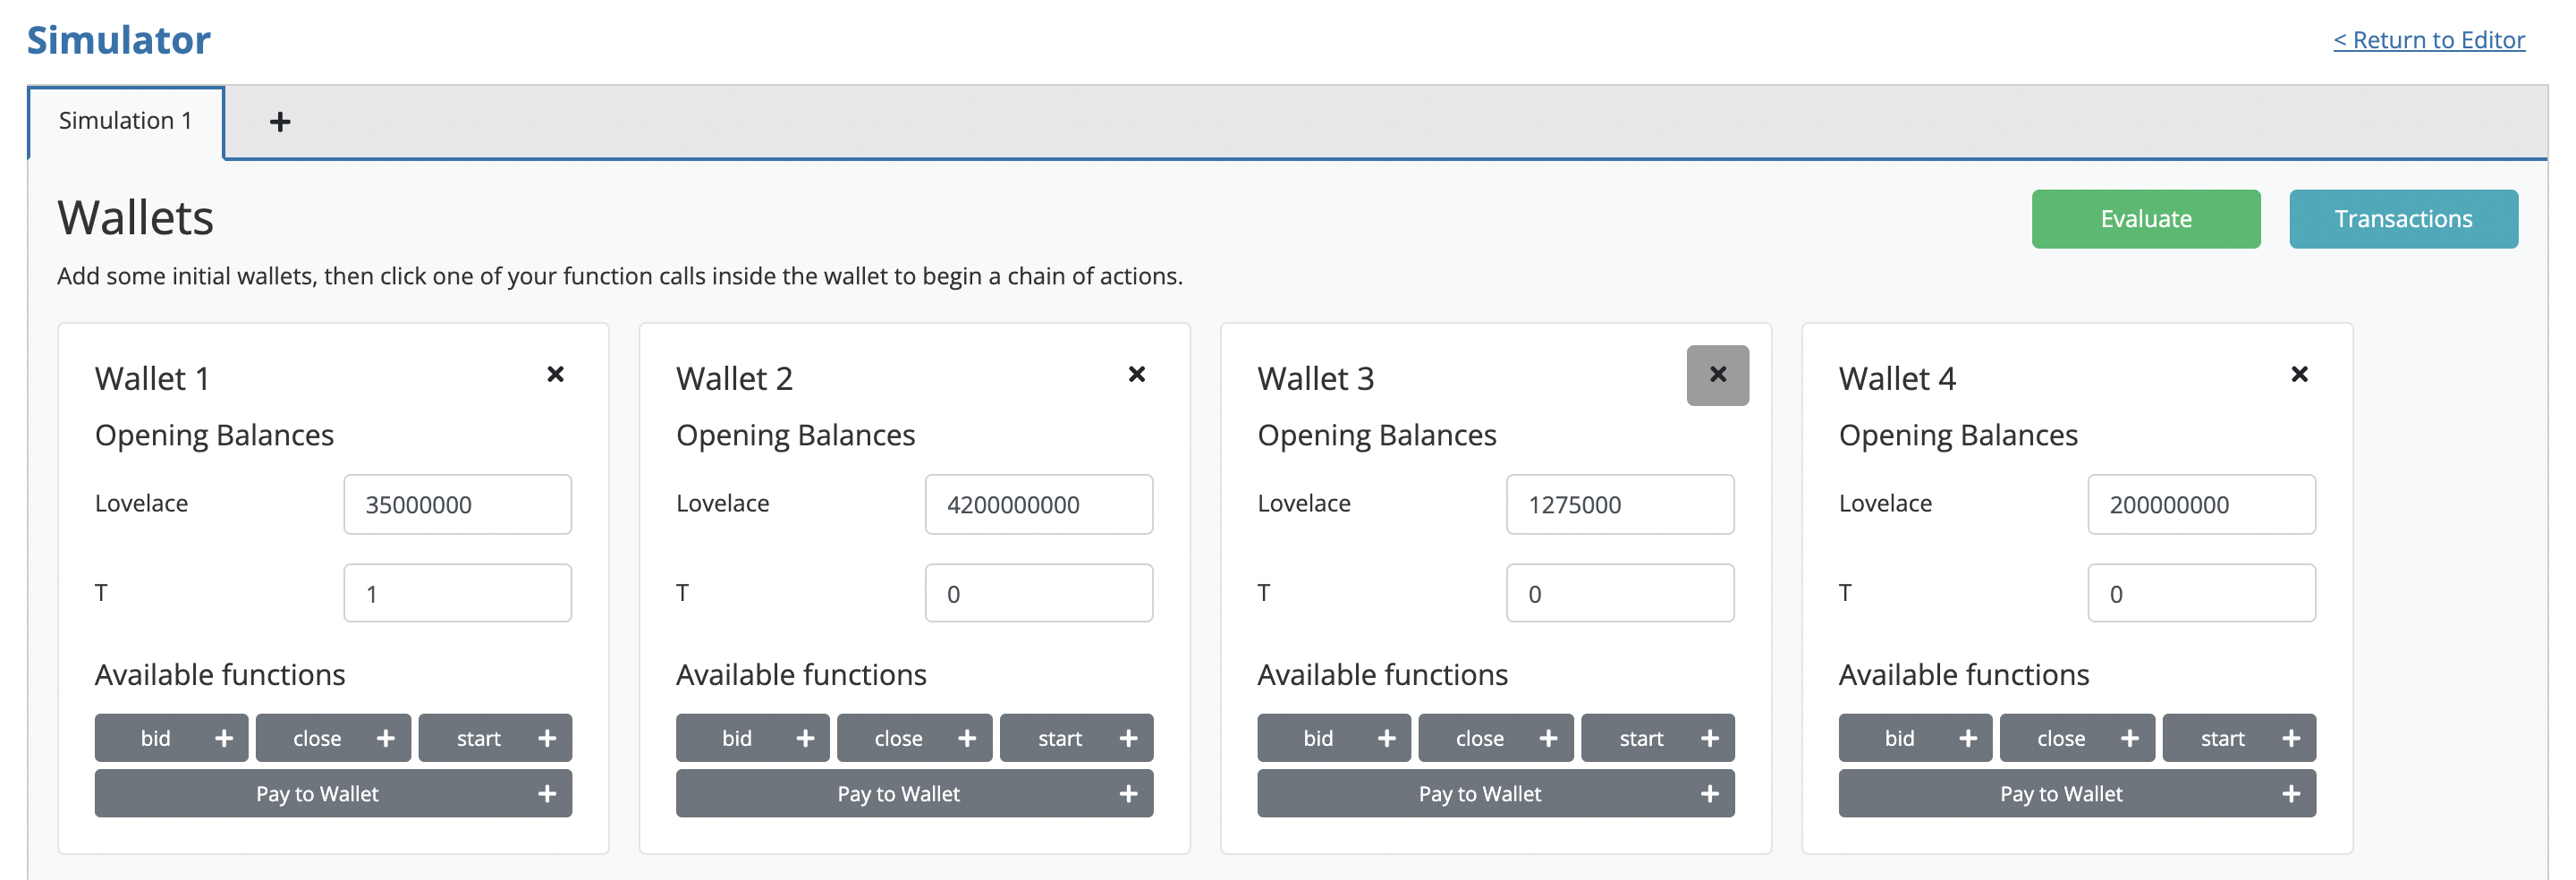 Simulator
< Return to Editor
Simulation 1
Wallets
Evaluate
Transactions
Add some initial wallets, then click one of your function calls inside the wallet to begin a chain of actions.
Wallet 1
Opening Balances
Lovelace
35000000
T
1
Available functions
bid
close
start
Pay to Wallet
Wallet 2
Opening Balances
Lovelace
4200000000
T
0
Available functions
bid
close
start
Pay to Wallet
Wallet 3
Opening Balances
Lovelace
1275000
T
0
Available functions
bid
close
start
Pay to Wallet
Wallet 4
Opening Balances
Lovelace
200000000
T
0
Available functions
bid
close
start
Pay to Wallet